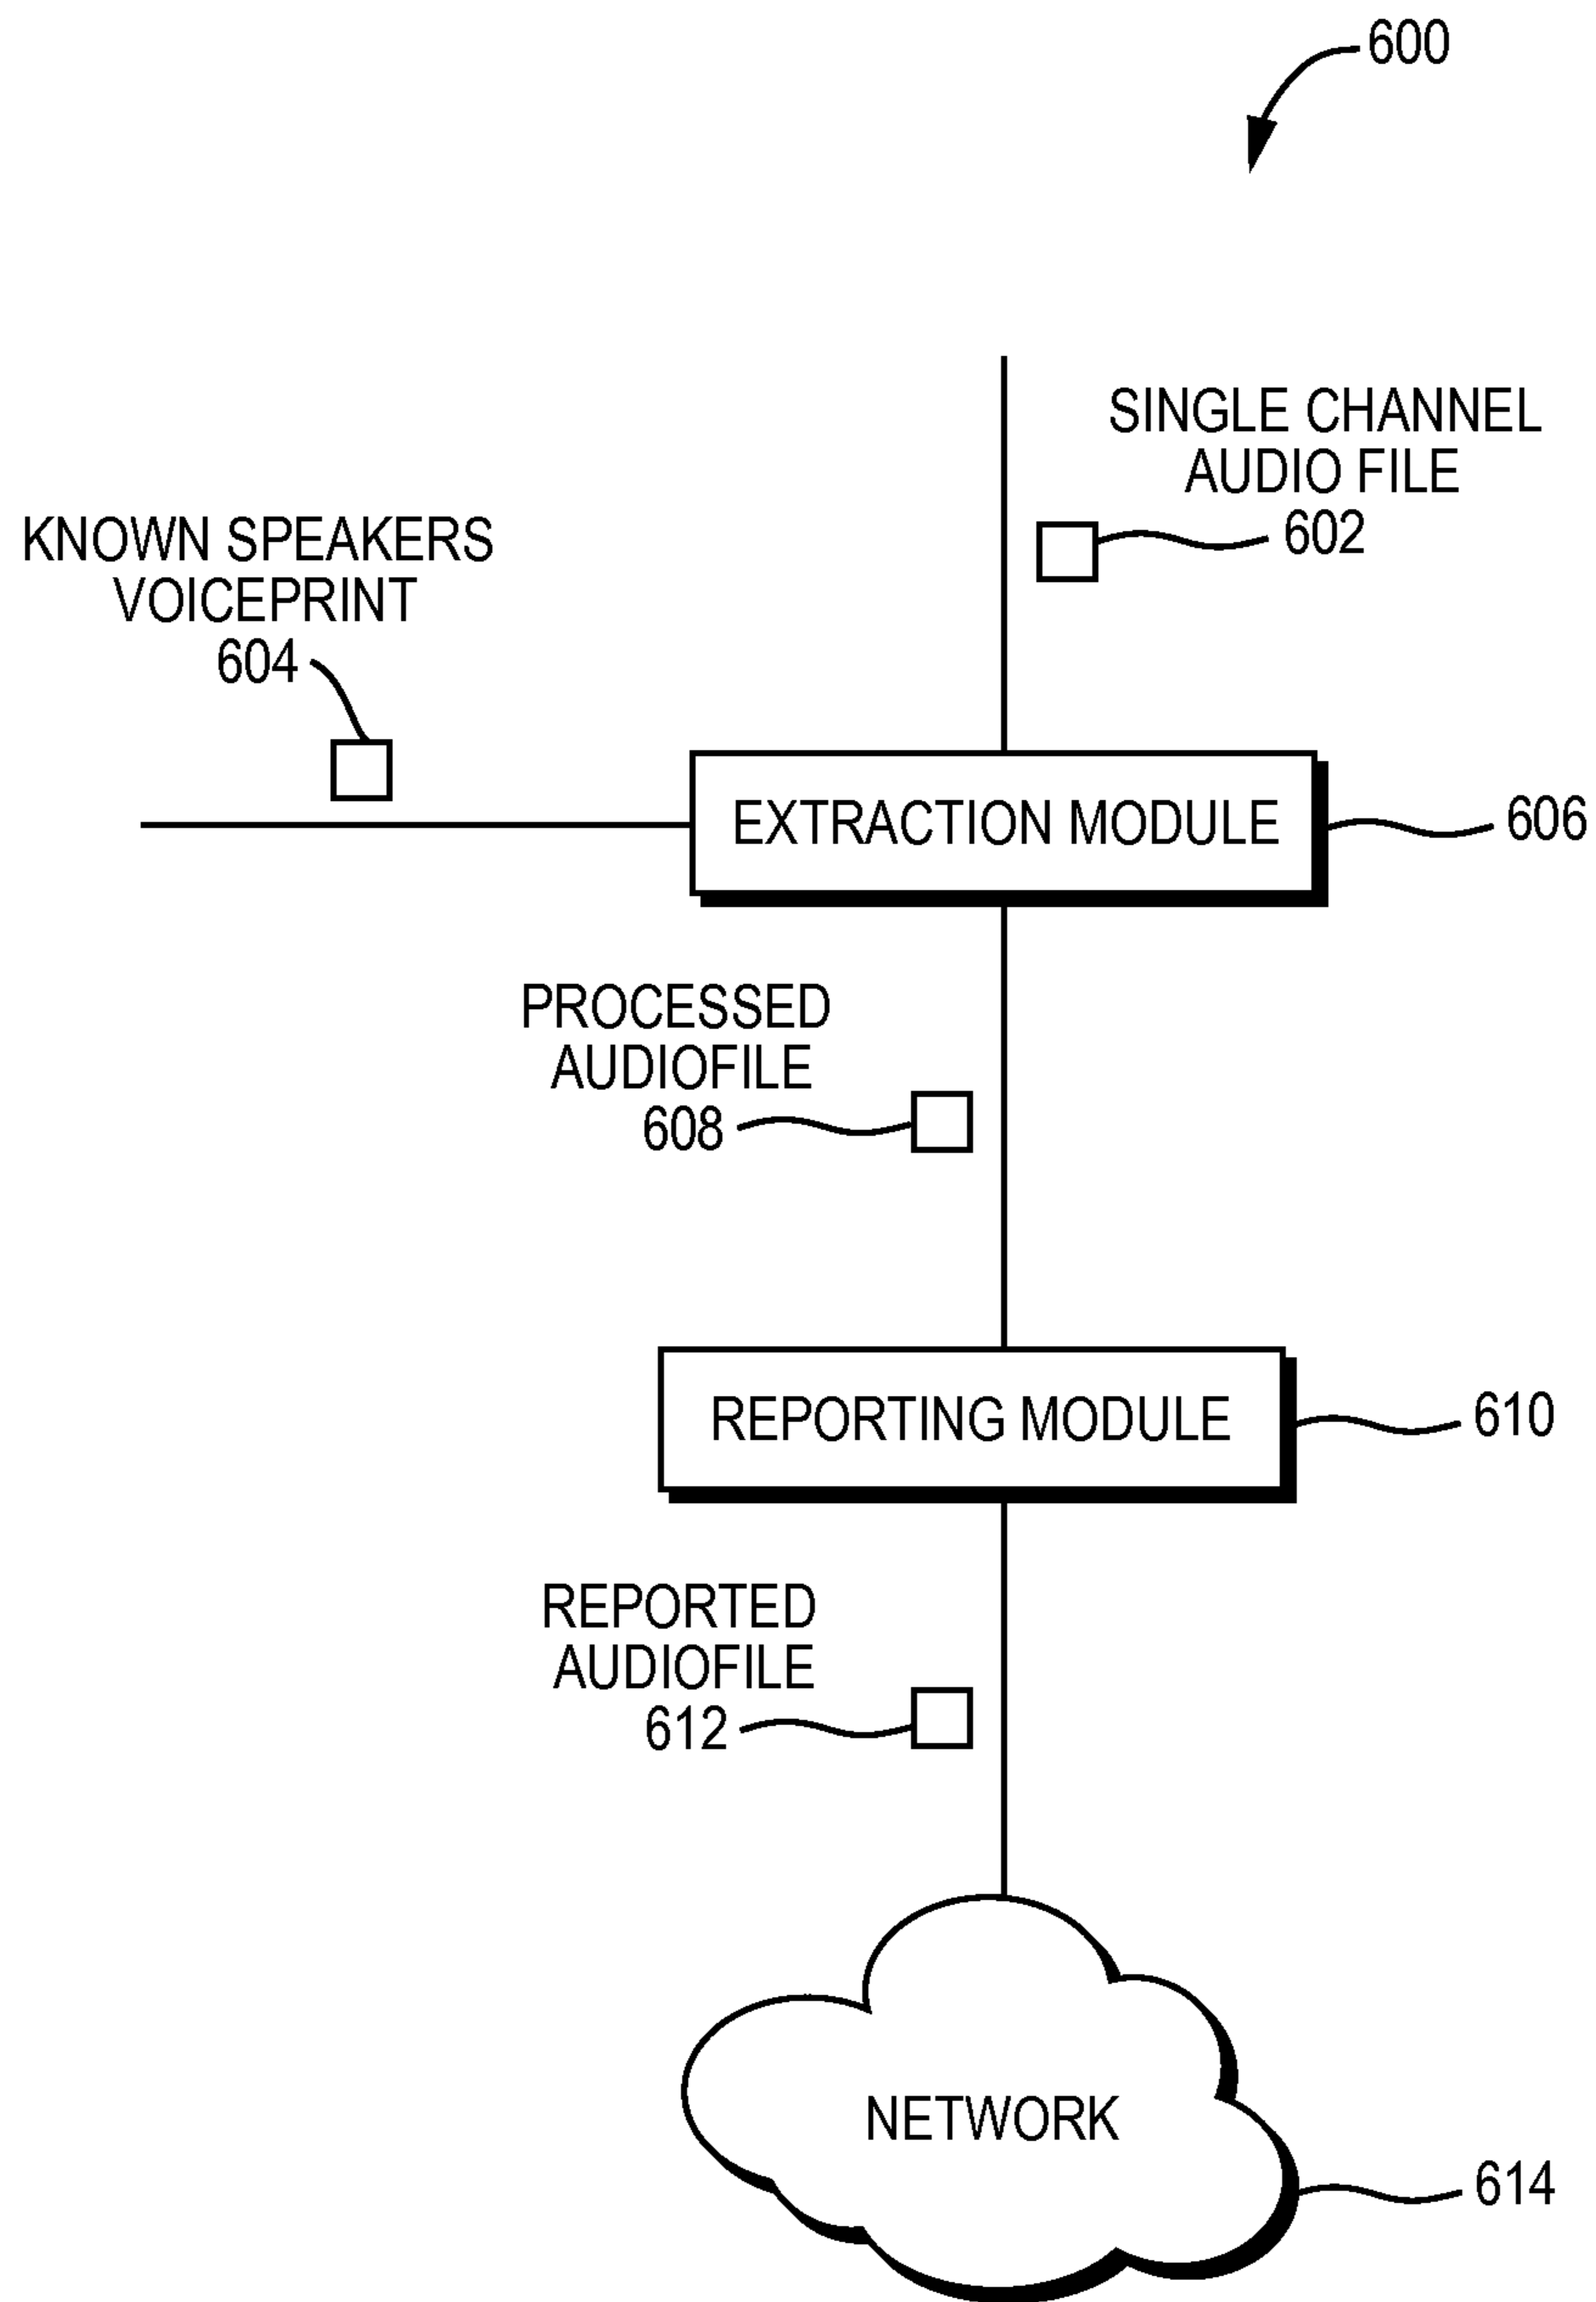 600
SINGLE CHANNEL
AUDIO FILE
602
KNOWN SPEAKERS
VOICEPRINT
604
EXTRACTION MODULE
606
PROCESSED
AUDIOFILE
608
REPORTING MODULE
610
REPORTED
AUDIOFILE
612
NETWORK
614